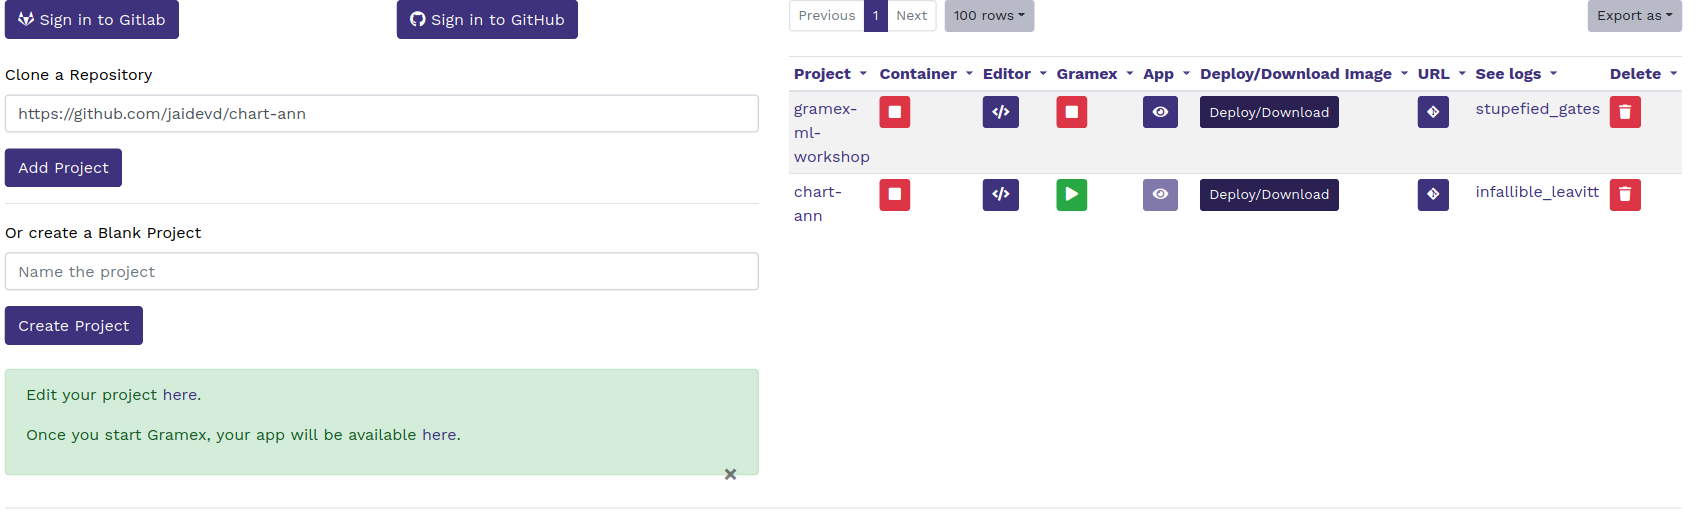 Sign in to Gitlab
Sign in to GitHub
Clone a Repository
https://github.com/jaidevd/chart-ann
Add Project
Or create a Blank Project
Name the project
Create Project
Edit your project here.
Once you start Gramex, your app will be available here.
×
Previous 1 Next 100 rows Export as
Project Container Editor Gramex App Deploy/Download Image URL See logs Delete
gramex-
ml-
workshop
</> Deploy/Download stupefied_gates
chart-
ann
</> Deploy/Download infallible_leavitt